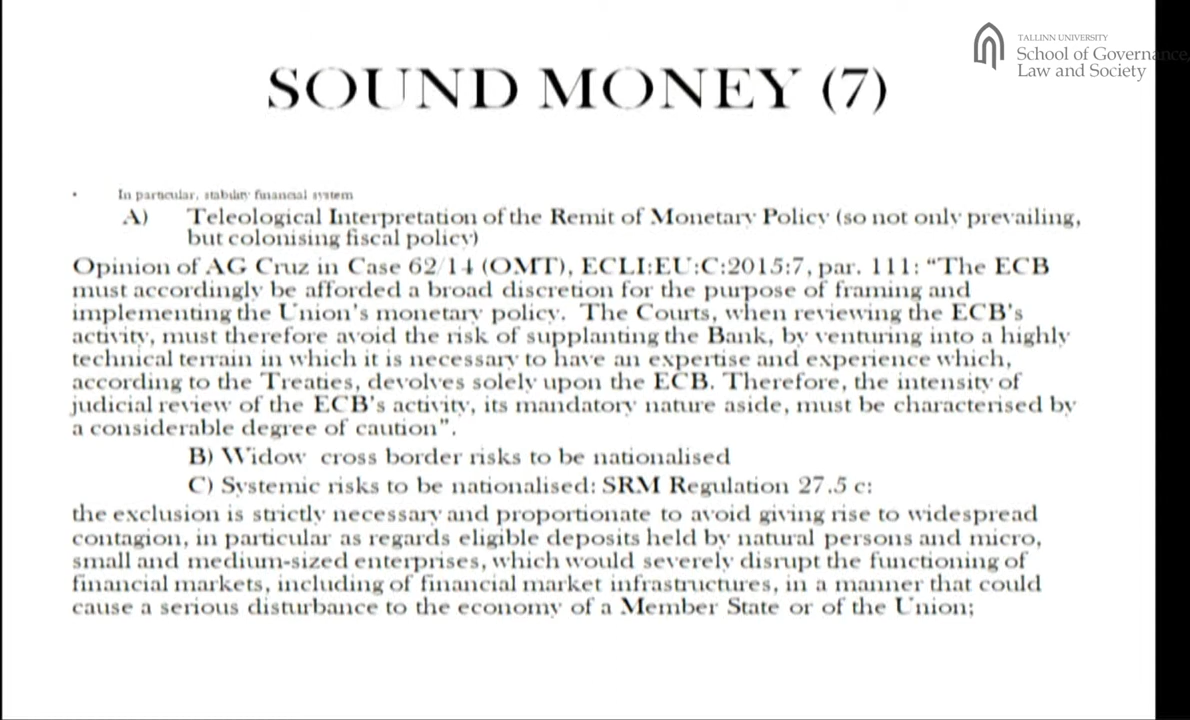 TALLINN UNIVERSITY
School of Governance,
Law and Society
SOUND MONEY (7)
• In particular, stability financial system
A) Teleological Interpretation of the Remit of Monetary Policy (so not only prevailing,
but colonising fiscal policy)
Opinion of AG Cruz in Case 62/14 (OMT), ECLI:EU:C:2015:7, par. 111: “The ECB
must accordingly be afforded a broad discretion for the purpose of framing and
implementing the Union's monetary policy. The Courts, when reviewing the ECB's
activity, must therefore avoid the risk of supplanting the Bank, by venturing into a highly
technical terrain in which it is necessary to have an expertise and experience which,
according to the Treaties, devolves solely upon the ECB. Therefore, the intensity of
judicial review of the ECB's activity, its mandatory nature aside, must be characterised by
a considerable degree of caution”.
B) Widow cross border risks to be nationalised
C) Systemic risks to be nationalised: SRM Regulation 27.5 c:
the exclusion is strictly necessary and proportionate to avoid giving rise to widespread
contagion, in particular as regards eligible deposits held by natural persons and micro,
small and medium-sized enterprises, which would severely disrupt the functioning of
financial markets, including of financial market infrastructures, in a manner that could
cause a serious disturbance to the economy of a Member State or of the Union;